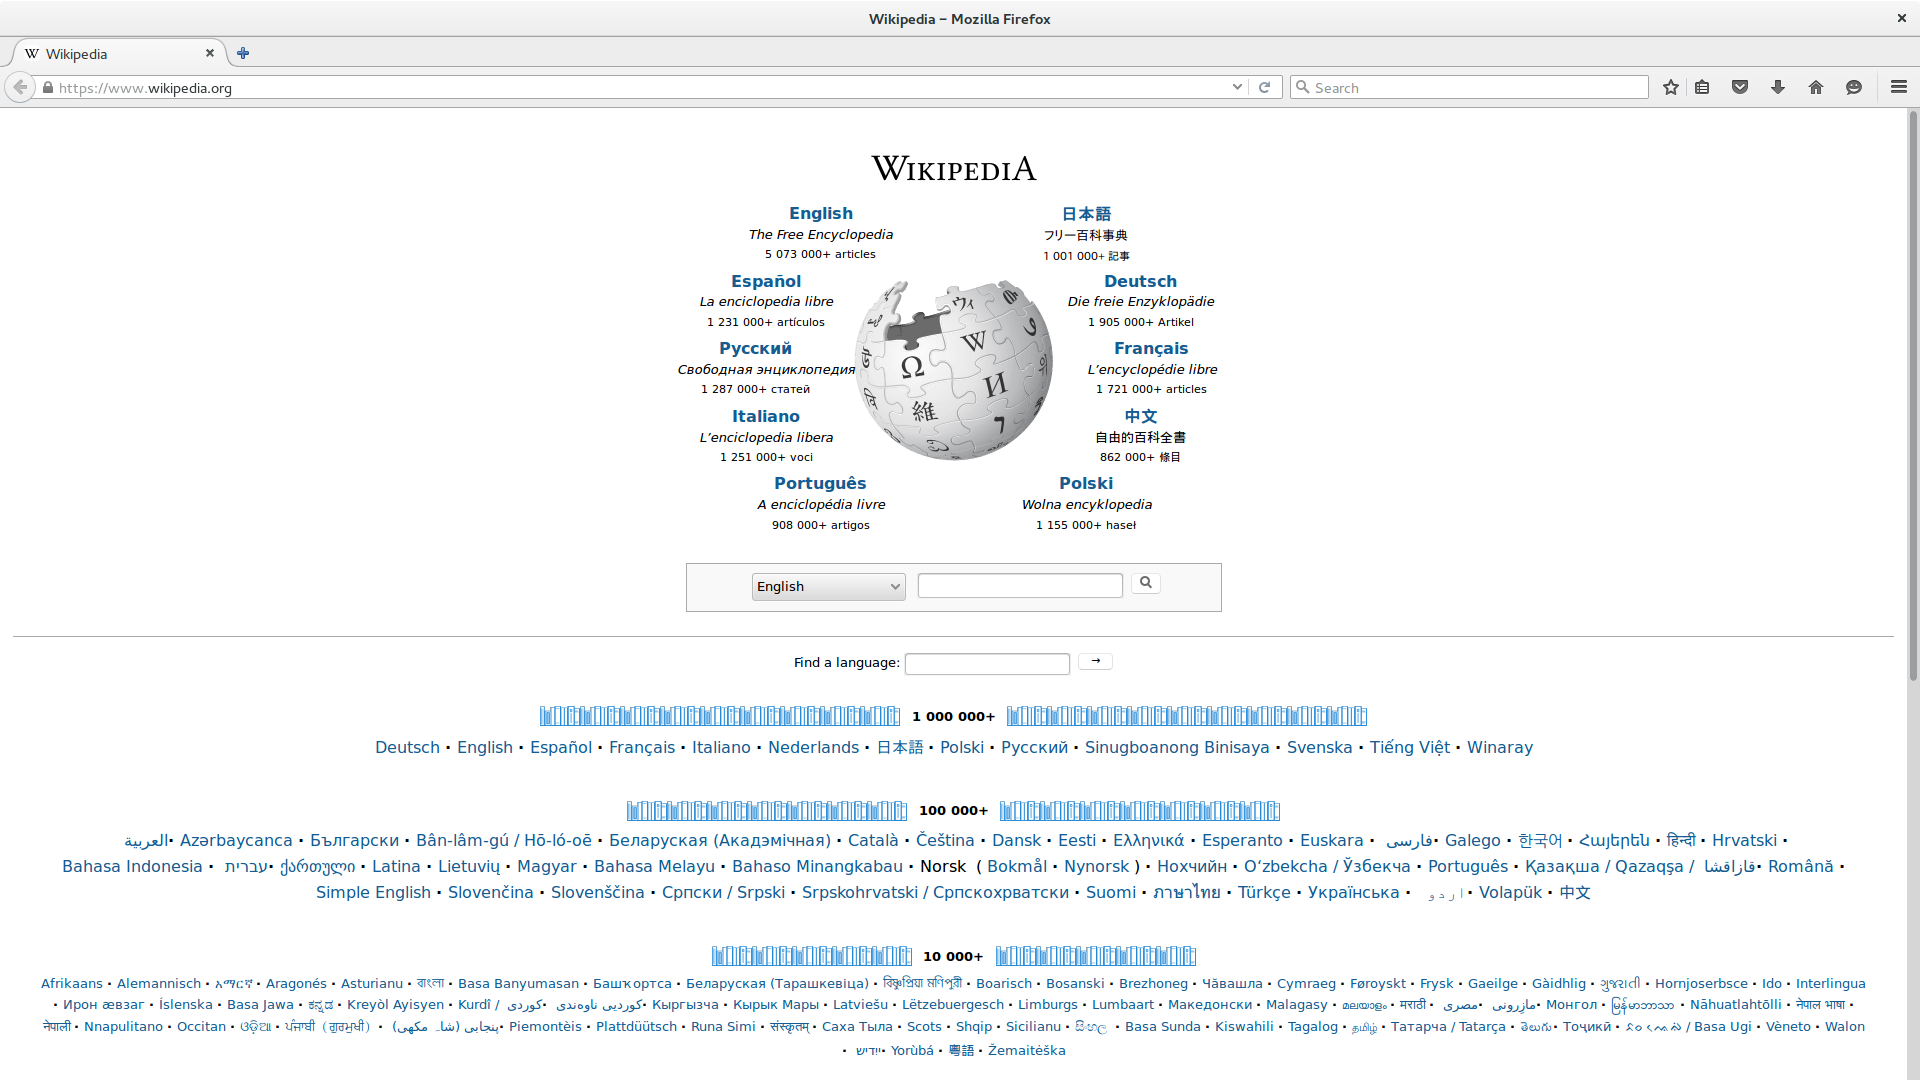 Wikipedia – Mozilla Firefox
Wikipedia
https://www.wikipedia.org
Search
WIKIPEDIA
English
The Free Encyclopedia
5 073 000+ articles
日本語
フリー百科事典
1 001 000+ 記事
Español
La enciclopedia libre
1 231 000+ artículos
Deutsch
Die freie Enzyklopädie
1 905 000+ Artikel
Русский
Свободная энциклопедия
1 287 000+ статей
Français
L’encyclopédie libre
1 721 000+ articles
Italiano
L’enciclopedia libera
1 251 000+ voci
中文
自由的百科全書
862 000+ 條目
Português
A enciclopédia livre
908 000+ artigos
Polski
Wolna encyklopedia
1 155 000+ haseł
English
Find a language:
→
1 000 000+
Deutsch · English · Español · Français · Italiano · Nederlands · 日本語 · Polski · Русский · Sinugboanong Binisaya · Svenska · Tiếng Việt · Winaray
100 000+
العربية · Azərbaycanca · Български · Bân-lâm-gú / Hō-ló-oē · Беларуская (Акадэмічная) · Català · Čeština · Dansk · Eesti · Ελληνικά · Esperanto · Euskara · فارسی · Galego · 한국어 · Հայերեն · हिन्दी · Hrvatski ·
Bahasa Indonesia · עברית · ქართული · Latina · Lietuvių · Magyar · Bahasa Melayu · Bahaso Minangkabau · Norsk ( Bokmål · Nynorsk ) · Нохчийн · Oʻzbekcha / Ўзбекча · Português · Қазақша / Qazaqşa / قازاقشا · Română ·
Simple English · Slovenčina · Slovenščina · Српски / Srpski · Srpskohrvatski / Српскохрватски · Suomi · ภาษาไทย · Türkçe · Українська · اردو · Volapük · 中文
10 000+
Afrikaans · Alemannisch · አማርኛ · Aragonés · Asturianu · বাংলা · Basa Banyumasan · Башҡортса · Беларуская (Тарашкевіца) · বিষ্ণুপ্রিয়া মণিপুরী · Boarisch · Bosanski · Brezhoneg · Чӑвашла · Cymraeg · Føroyskt · Frysk · Gaeilge · Gàidhlig · ગુજરાતી · Hornjoserbsce · Ido · Interlingua
· Ирон æвзаг · Íslenska · Basa Jawa · ಕನ್ನಡ · Kreyòl Ayisyen · Kurdî / كوردی · کوردیی ناوەندی · Кыргызча · Кырык Мары · Latviešu · Lëtzebuergesch · Limburgs · Lumbaart · Македонски · Malagasy · മലയാളം · मराठी · مصرى · مازِرونی · Монгол · မြန်မာဘာသာ · Nāhuatlahtōlli · नेपाल भाषा ·
नेपाली · Nnapulitano · Occitan · ଓଡ଼ିଆ · ਪੰਜਾਬੀ (ਗੁਰਮੁਖੀ) · پنجابی (شاہ مکھی) · Piemontèis · Plattdüütsch · Runa Simi · संस्कृतम् · Саха Тыла · Scots · Shqip · Sicilianu · සිංහල · Basa Sunda · Kiswahili · Tagalog · தமிழ் · Татарча / Tatarça · తెలుగు · Тоҷикӣ · ᨅᨔ ᨕᨙᨁᨗ / Basa Ugi · Vèneto · Walon
· ייִדיש · Yorùbá · 粵語 · Žemaitėška